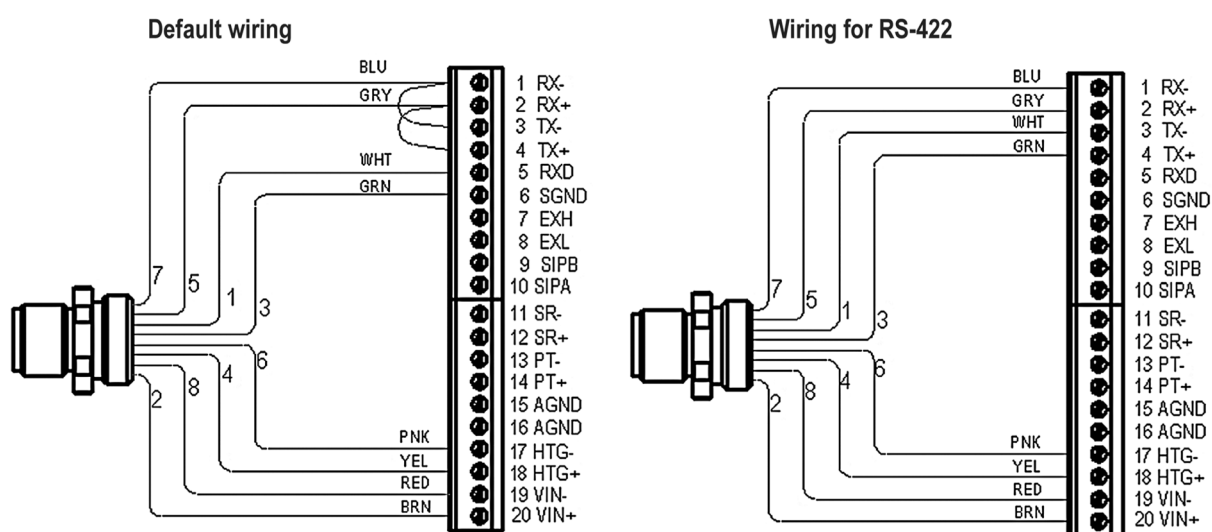 Default wiring
BLU
GRY
WHT
GRN
7
5
1
3
6
4
8
2
PNK
YEL
RED
BRN
1 RX-
2 RX+
3 TX-
4 TX+
5 RXD
6 SGND
7 EXH
8 EXL
9 SIPB
10 SIPA
11 SR-
12 SR+
13 PT-
14 PT+
15 AGND
16 AGND
17 HTG-
18 HTG+
19 VIN-
20 VIN+
Wiring for RS-422
BLU
GRY
WHT
GRN
7
5
1
3
6
4
8
2
PNK
YEL
RED
BRN
1 RX-
2 RX+
3 TX-
4 TX+
5 RXD
6 SGND
7 EXH
8 EXL
9 SIPB
10 SIPA
11 SR-
12 SR+
13 PT-
14 PT+
15 AGND
16 AGND
17 HTG-
18 HTG+
19 VIN-
20 VIN+